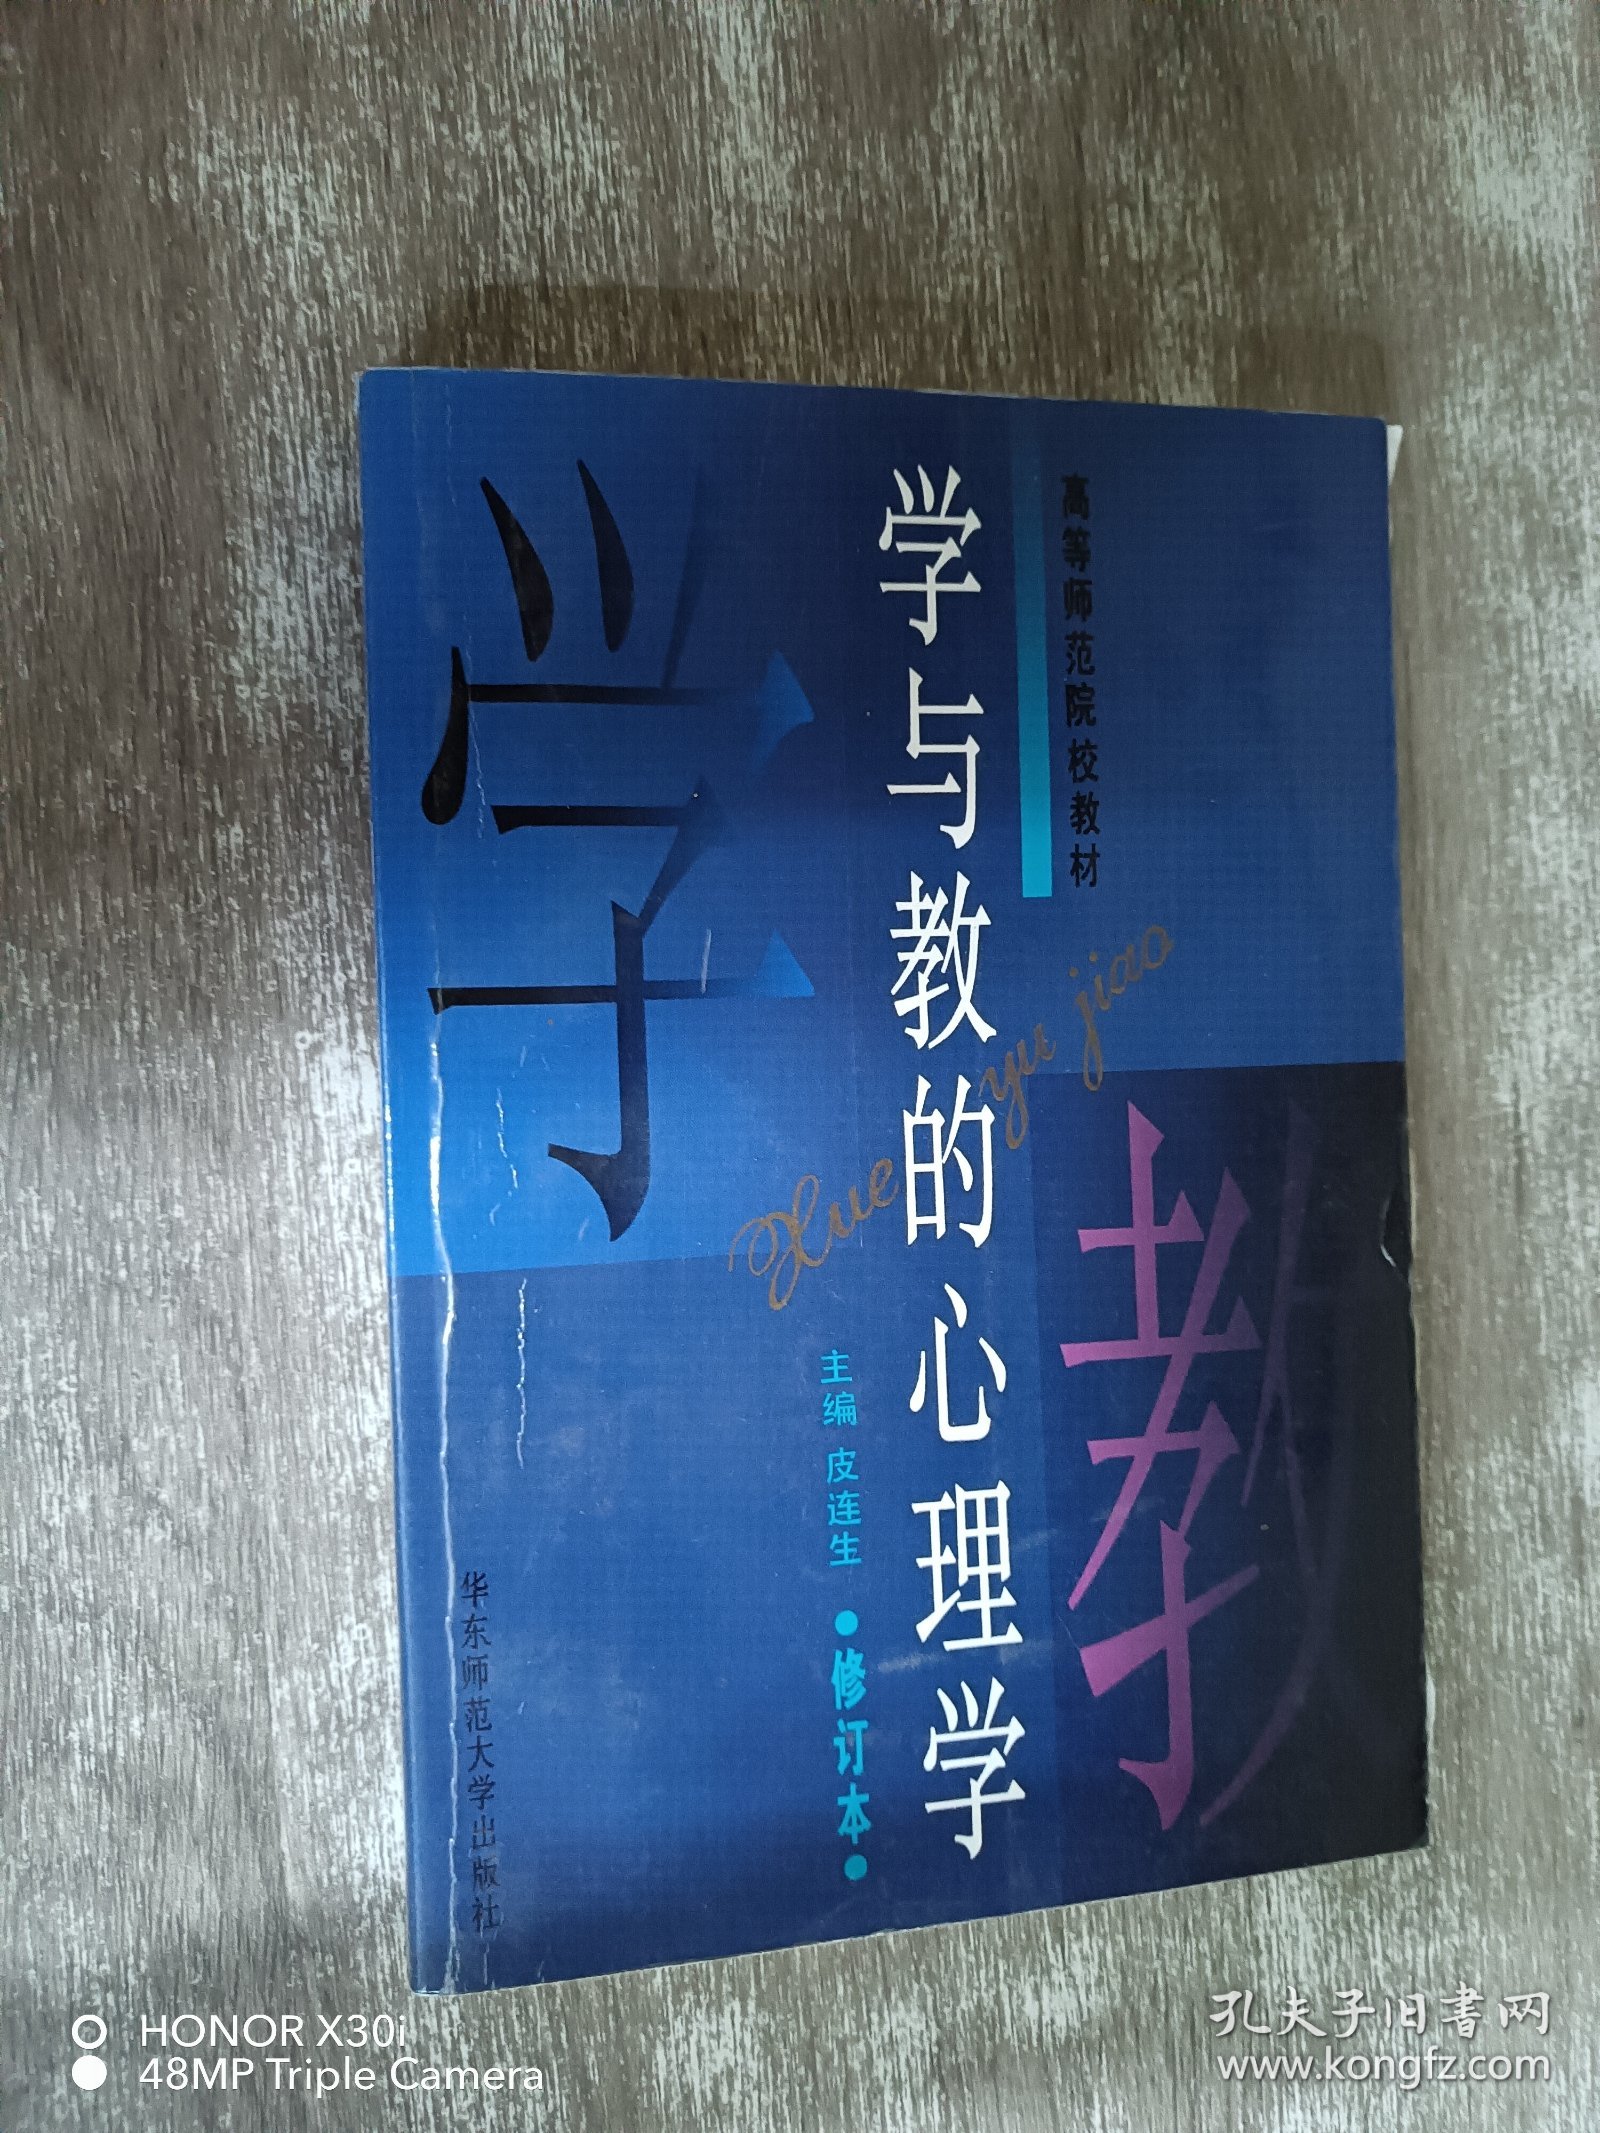 高等师范院校教材
学与教的心理学
Xue yu jiao
学
教
主编 皮连生
•修订本•
华东师范大学出版社
HONOR X30i
48MP Triple Camera
孔夫子旧书网
www.kongfz.com